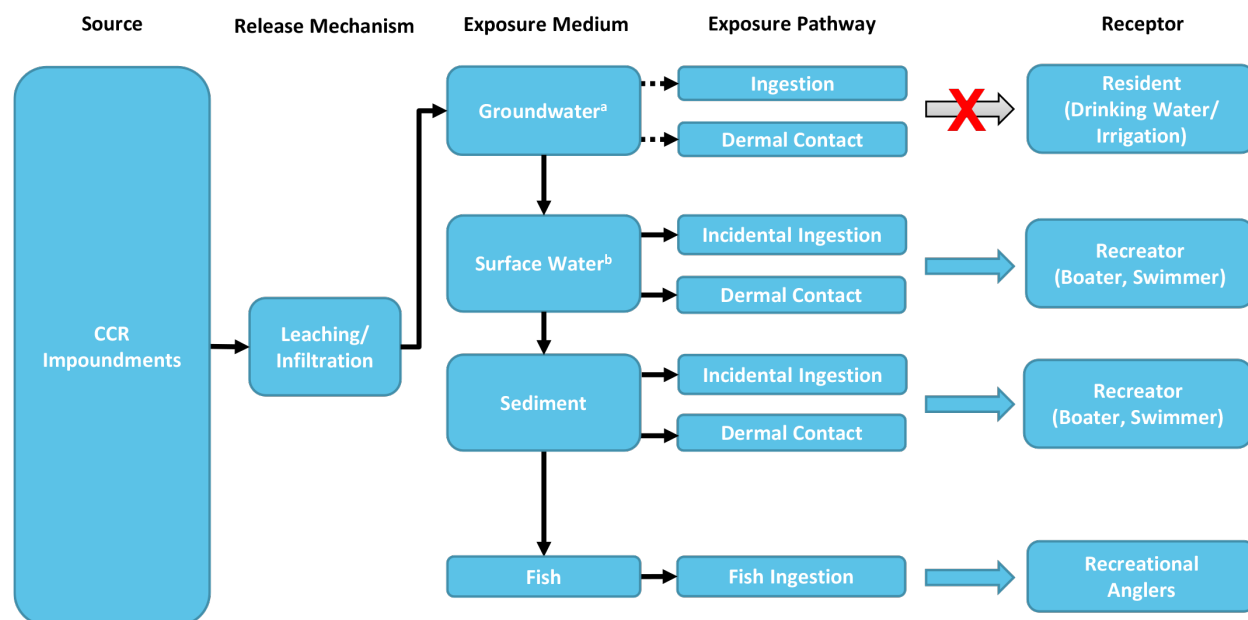 Source
Release Mechanism
Exposure Medium
Exposure Pathway
Receptor
CCR
Impoundments
Leaching/
Infiltration
Groundwaterᵃ
Ingestion
Dermal Contact
X
Resident
(Drinking Water/
Irrigation)
Surface Waterᵇ
Incidental Ingestion
Dermal Contact
Recreator
(Boater, Swimmer)
Sediment
Incidental Ingestion
Dermal Contact
Recreator
(Boater, Swimmer)
Fish
Fish Ingestion
Recreational
Anglers